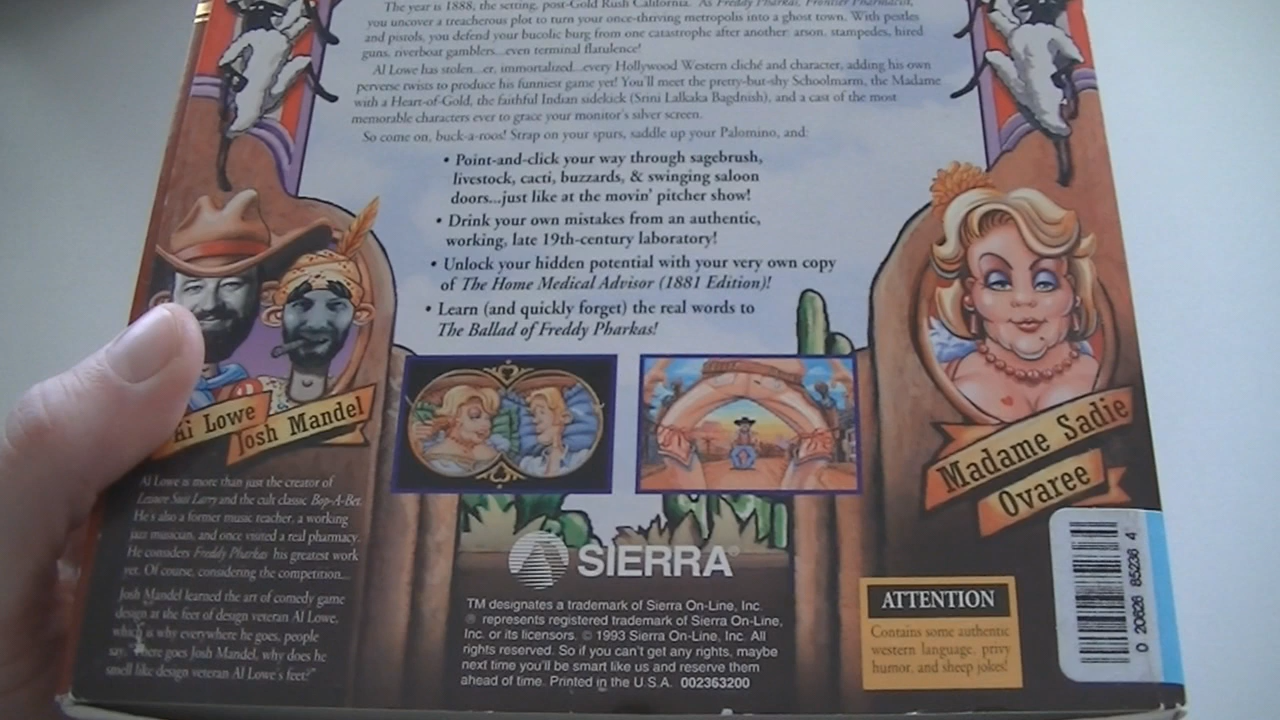 The year is 1888, the setting, post-Gold Rush California. As Freddy Pharkas, Frontier Pharmacist,
you uncover a treacherous plot to turn your once-thriving metropolis into a ghost town. With pestles
and pistols, you defend your bucolic burg from one catastrophe after another: arson, stampedes, hired
guns, riverboat gamblers...even terminal flatulence!
Al Lowe has stolen...er, immortalized...every Hollywood Western cliché and character, adding his own
perverse twists to produce his funniest game yet! You'll meet the pretty-but-shy Schoolmarm, the Madame
with a Heart-of-Gold, the faithful Indian sidekick (Srini Lalkaka Bagdnish), and a cast of the most
memorable characters ever to grace your monitor's silver screen.
So come on, buck-a-roos! Strap on your spurs, saddle up your Palomino, and:
• Point-and-click your way through sagebrush,
livestock, cacti, buzzards, & swinging saloon
doors...just like at the movin' pitcher show!
• Drink your own mistakes from an authentic,
working, late 19th-century laboratory!
• Unlock your hidden potential with your very own copy
of The Home Medical Advisor (1881 Edition)!
• Learn (and quickly forget) the real words to
The Ballad of Freddy Pharkas!
Lowe
Josh Mandel
Madame Sadie
Ovaree
Al Lowe is more than just the creator of
Leisure Suit Larry and the cult classic Bop-A-Bet.
He's also a former music teacher, a working
jazz musician, and once visited a real pharmacy.
He considers Freddy Pharkas his greatest work
yet. Of course, considering the competition...
Josh Mandel learned the art of comedy game
design at the feet of design veteran Al Lowe,
which is why everywhere he goes, people
say, "There goes Josh Mandel, why does he
smell like design veteran Al Lowe's feet?"
SIERRA®
TM designates a trademark of Sierra On-Line, Inc.
® represents registered trademark of Sierra On-Line,
Inc. or its licensors. © 1993 Sierra On-Line, Inc. All
rights reserved. So if you can't get any rights, maybe
next time you'll be smart like us and reserve them
ahead of time. Printed in the U.S.A. 002363200
ATTENTION
Contains some authentic
western language, privy
humor, and sheep jokes!
0 20626 85236 4